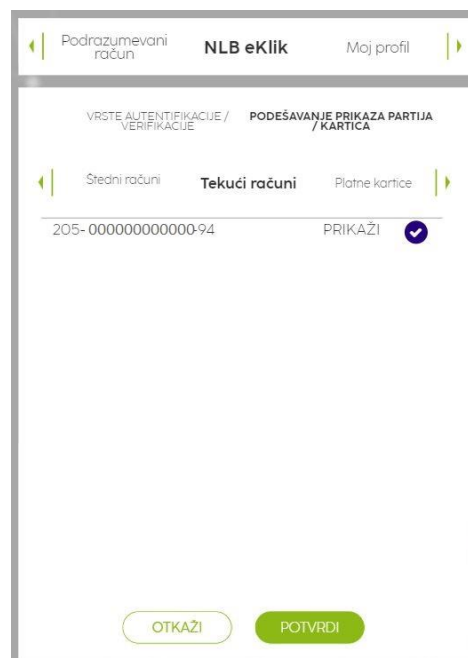 Podrazumevani račun
NLB eKlik
Moj profil
VRSTE AUTENTIFIKACIJE /
VERIFIKACIJE
PODEŠAVANJE PRIKAZA PARTIJA
/ KARTICA
Štedni računi
Tekući računi
Platne kartice
205- 000000000000-94
PRIKAŽI
OTKAŽI
POTVRDI